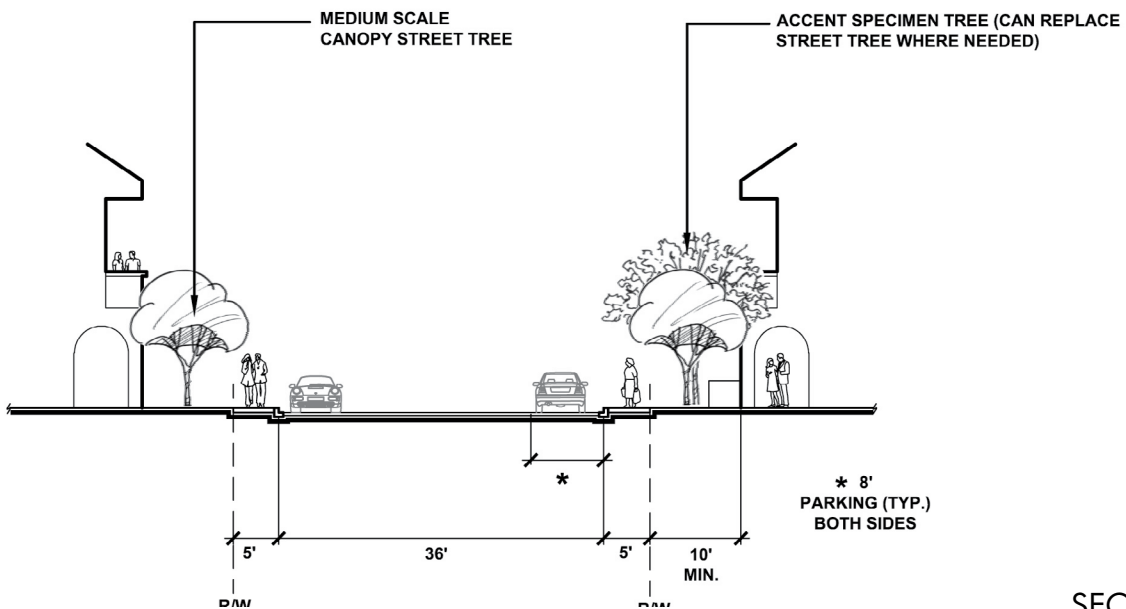 MEDIUM SCALE
CANOPY STREET TREE
ACCENT SPECIMEN TREE (CAN REPLACE
STREET TREE WHERE NEEDED)
*
* 8'
PARKING (TYP.)
BOTH SIDES
5'
36'
5'
10'
MIN.
R/W
R/W